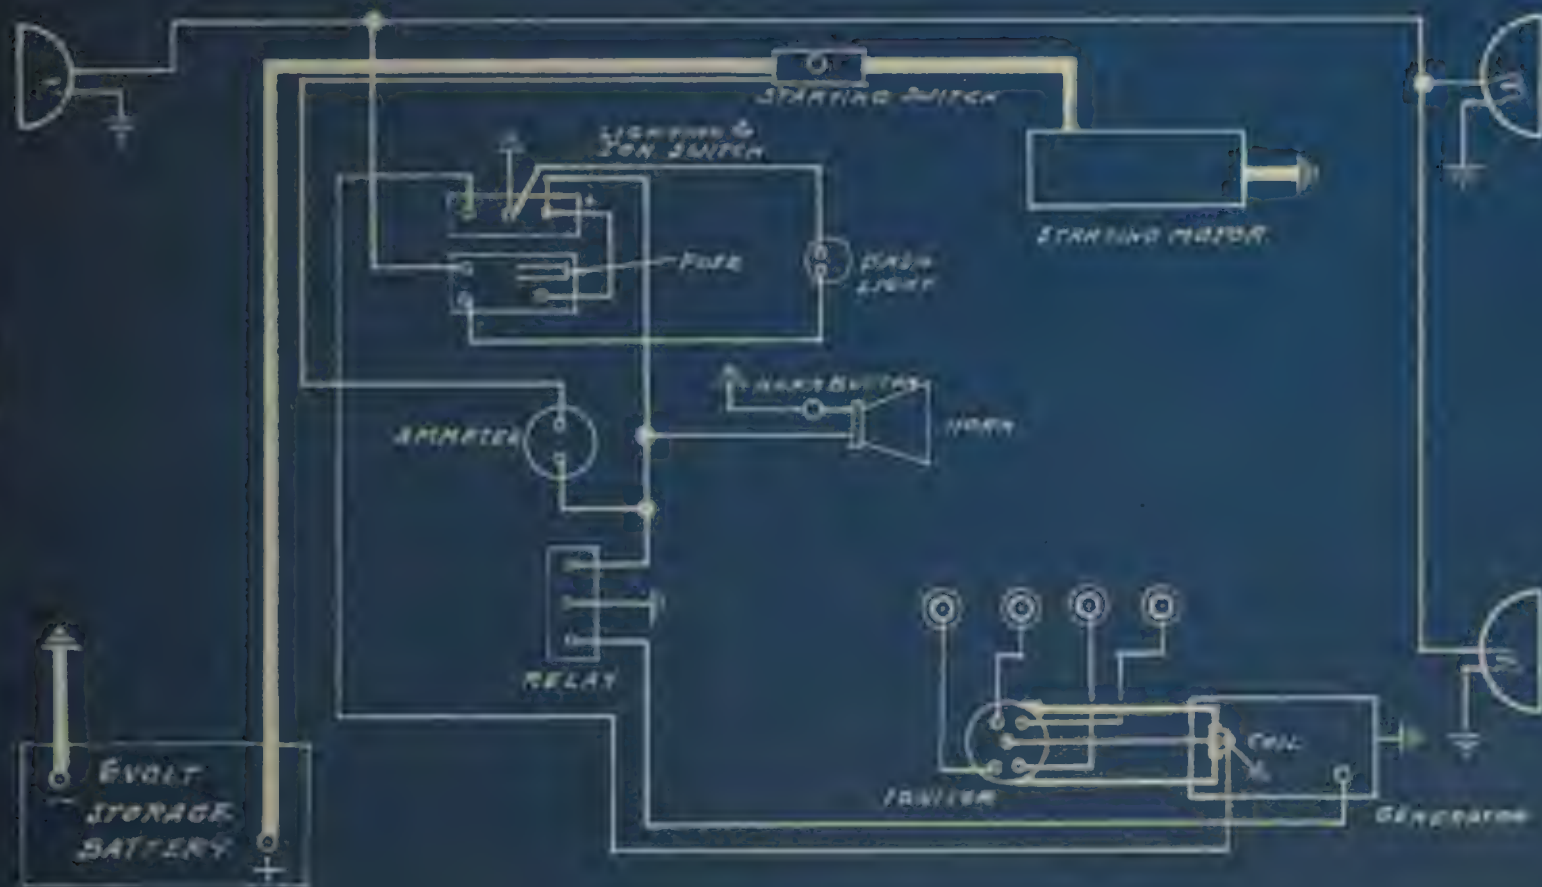 STARTING SWITCH
LIGHTING &
IGN SWITCH
STARTING MOTOR
FUSE
DASH
LIGHT
HORN BUTTON
HORN
AMMETER
RELAY
6 VOLT
STORAGE
BATTERY
+
COIL
IGNITER
GENERATOR